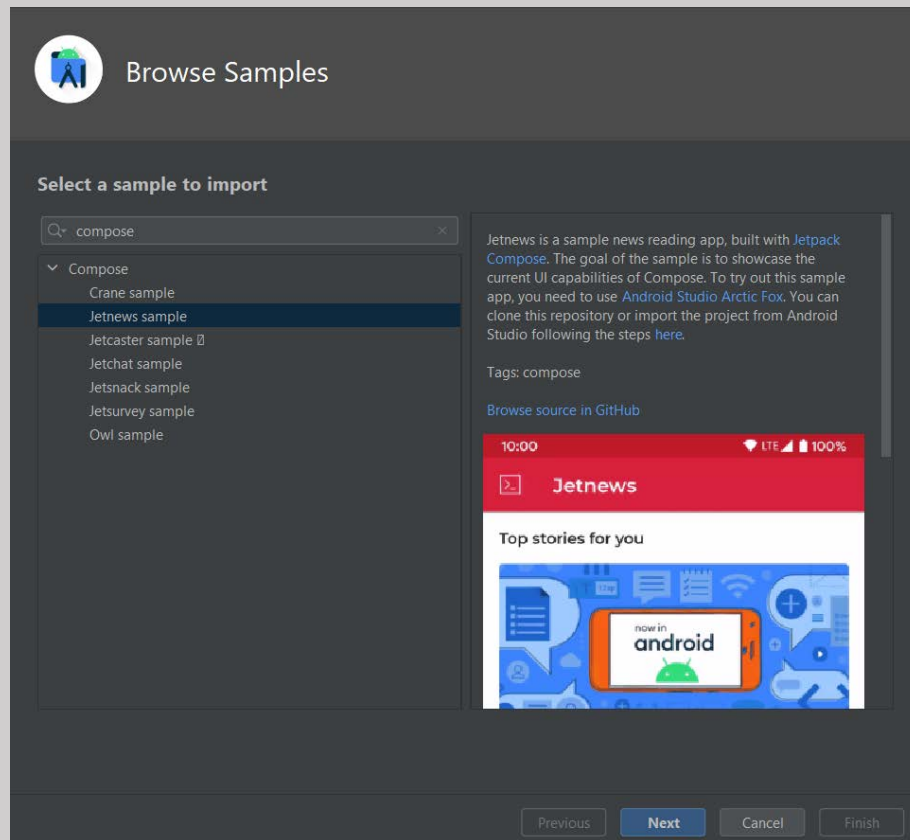 Browse Samples
Select a sample to import
compose
Compose
Crane sample
Jetnews sample
Jetcaster sample
Jetchat sample
Jetsnack sample
Jetsurvey sample
Owl sample
Jetnews is a sample news reading app, built with Jetpack
Compose. The goal of the sample is to showcase the
current UI capabilities of Compose. To try out this sample
app, you need to use Android Studio Arctic Fox. You can
clone this repository or import the project from Android
Studio following the steps here.
Tags: compose
Browse source in GitHub
10:00 LTE 100%
Jetnews
Top stories for you
now in
android
Previous Next Cancel Finish